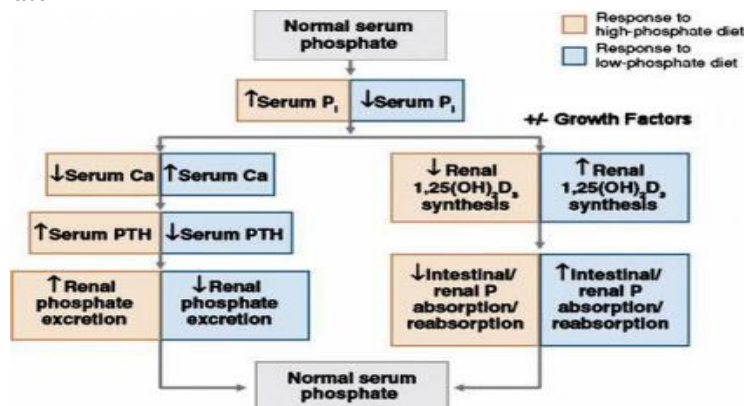 Normal serum
phosphate
Response to
high-phosphate diet
Response to
low-phosphate diet
↑Serum Pi
↓Serum Pi
+/- Growth Factors
↓Serum Ca
↑Serum Ca
↓ Renal
1,25(OH)2D3
synthesis
↑ Renal
1,25(OH)2D3
synthesis
↑Serum PTH
↓Serum PTH
↑Renal
phosphate
excretion
↓Renal
phosphate
excretion
↓Intestinal/
renal P
absorption/
reabsorption
↑Intestinal/
renal P
absorption/
reabsorption
Normal serum
phosphate